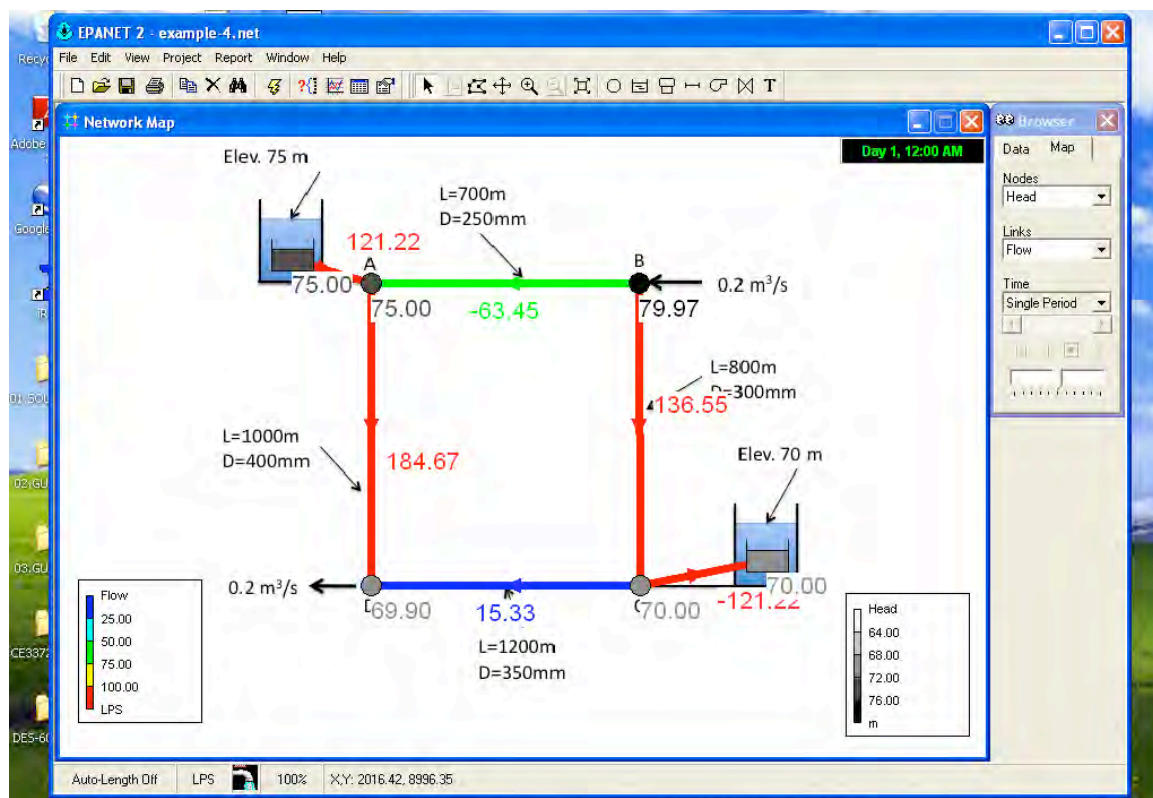 EPANET 2 - example-4.net
File Edit View Project Report Window Help
T
Network Map
Browser
Day 1, 12:00 AM
Data Map
Nodes
Head
Links
Flow
Time
Single Period
Elev. 75 m
L=700m
D=250mm
121.22
A
B
75.00
75.00
-63.45
79.97
0.2 m³/s
L=800m
D=300mm
136.55
L=1000m
D=400mm
184.67
Elev. 70 m
0.2 m³/s
69.90
15.33
70.00
-121.22
70.00
L=1200m
D=350mm
Flow
25.00
50.00
75.00
100.00
LPS
Head
64.00
68.00
72.00
76.00
m
Auto-Length Off LPS 100% X,Y: 2016.42, 8996.35
Adobe
CE3372